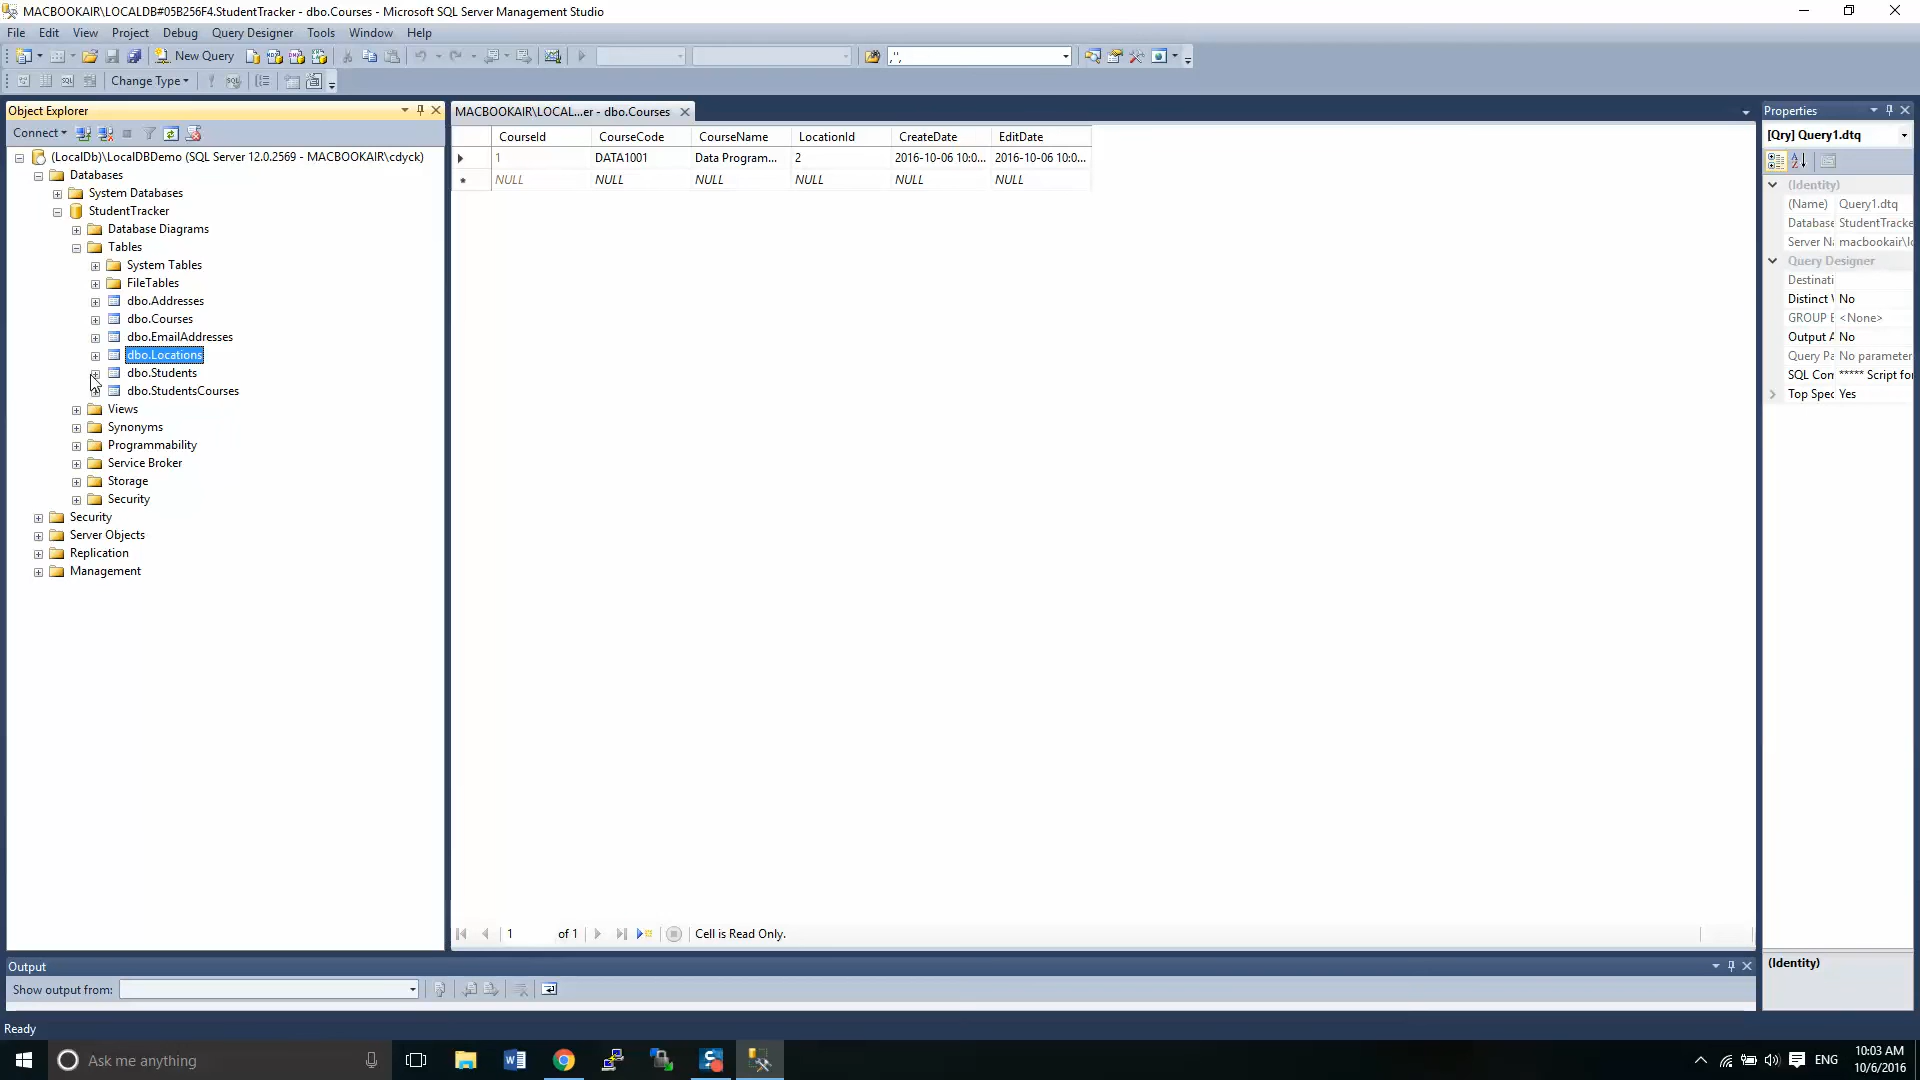 MACBOOKAIR\LOCALDB#05B256F4.StudentTracker - dbo.Courses - Microsoft SQL Server Management Studio
File Edit View Project Debug Query Designer Tools Window Help
New Query , ',
Change Type
Object Explorer
Connect
(LocalDb)\LocalDBDemo (SQL Server 12.0.2569 - MACBOOKAIR\cdyck)
Databases
System Databases
StudentTracker
Database Diagrams
Tables
System Tables
FileTables
dbo.Addresses
dbo.Courses
dbo.EmailAddresses
dbo.Locations
dbo.Students
dbo.StudentsCourses
Views
Synonyms
Programmability
Service Broker
Storage
Security
Security
Server Objects
Replication
Management
MACBOOKAIR\LOCAL...er - dbo.Courses
CourseId CourseCode CourseName LocationId CreateDate EditDate
1 DATA1001 Data Program... 2 2016-10-06 10:0... 2016-10-06 10:0...
NULL NULL NULL NULL NULL NULL
1 of 1 Cell is Read Only.
Properties
[Qry] Query1.dtq
(Identity)
(Name) Query1.dtq
Database StudentTracke
Server Na macbookair\lo
Query Designer
Destinati
Distinct V No
GROUP B <None>
Output A No
Query Pa No parameter
SQL Com ***** Script for
Top Spec Yes
(Identity)
Output
Show output from:
Ready
Ask me anything
ENG
10:03 AM
10/6/2016